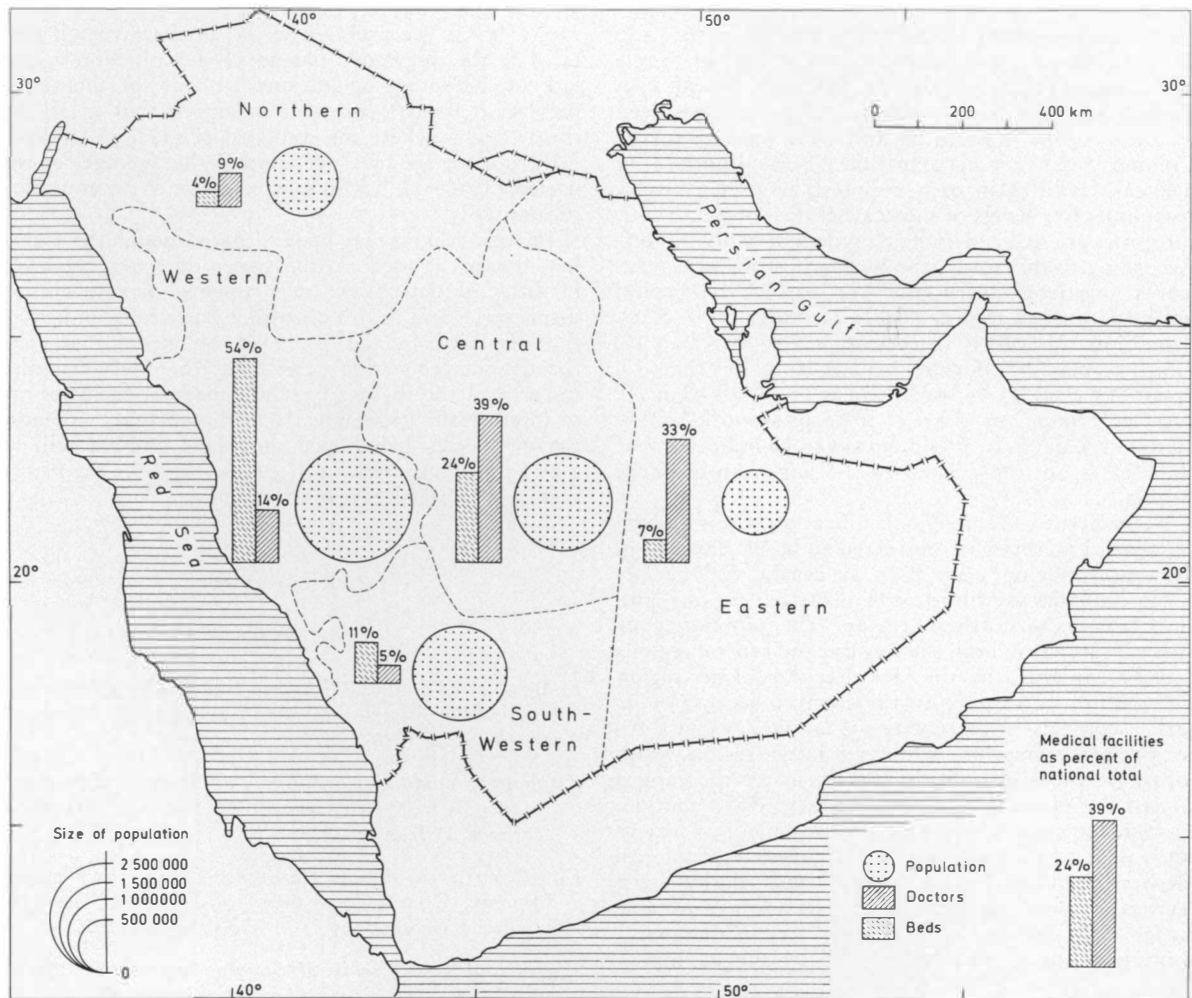 40°
50°
30°
30°
0 200 400 km
Northern
4%
9%
Western
Persian Gulf
Central
54%
14%
24%
39%
33%
7%
Red Sea
20°
20°
Eastern
11%
5%
South-
Western
Medical facilities
as percent of
national total
39%
24%
Size of population
2 500 000
1 500 000
1 000000
500 000
0
Population
Doctors
Beds
40°
50°